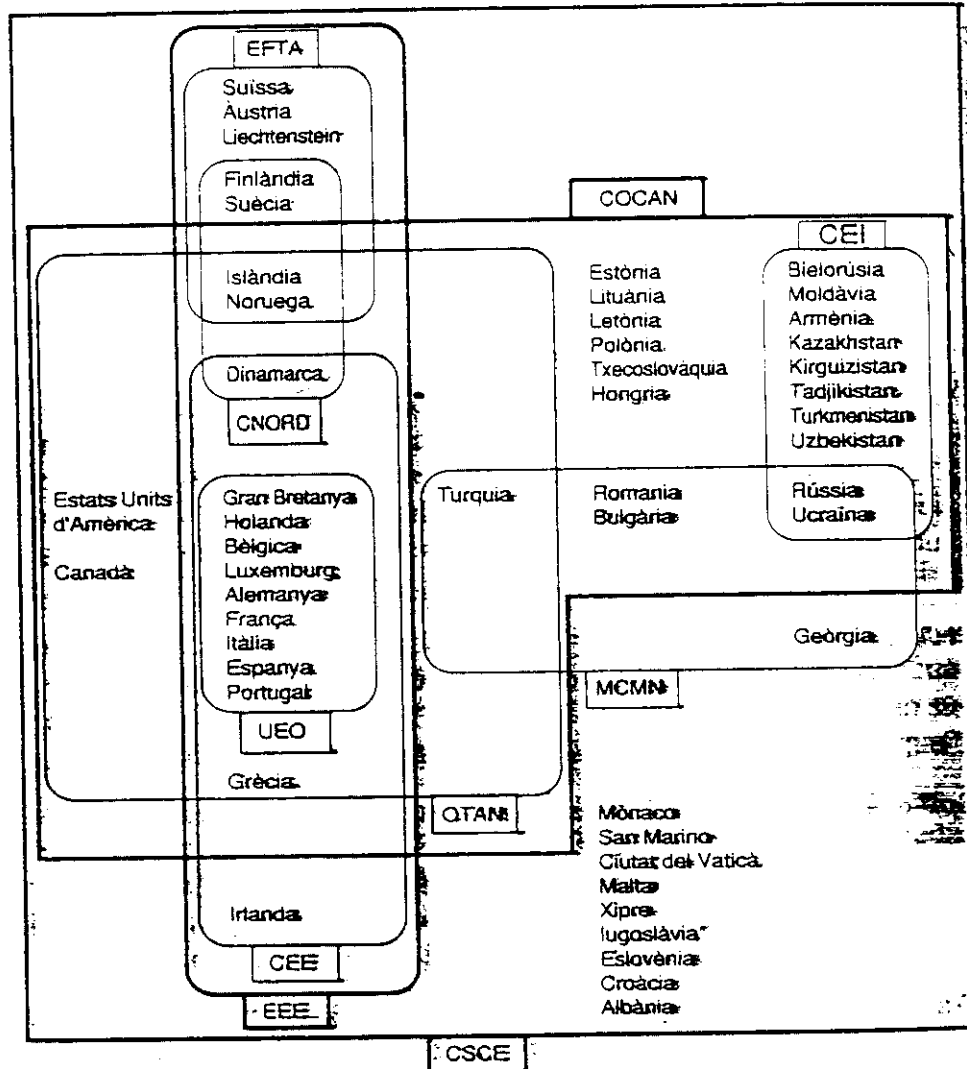 EFTA
Suïssa
Àustria
Liechtenstein
Finlàndia
Suècia
COCAN
CEI
Islàndia
Noruega
Estònia
Lituània
Letònia
Polònia
Txecoslovàquia
Hongria
Bielorúsia
Moldàvia
Armènia
Kazakhstan
Kirguizistan
Tadjikistan
Turkmenistan
Uzbekistan
Dinamarca
CNORD
Estats Units
d'Amèrica
Canadà
Gran Bretanya
Holanda
Bèlgica
Luxemburg
Alemanya
França
Itàlia
Espanya
Portugal
UEO
Grècia
Turquia
Romania
Bulgària
Rússia
Ucraïna
Geòrgia
MCMN
OTAN
Irlanda
CEE
EEE
Mònaco
San Marino
Ciutat del Vaticà
Malta
Xipre
Iugoslàvia*
Eslovènia
Croàcia
Albània
CSCE